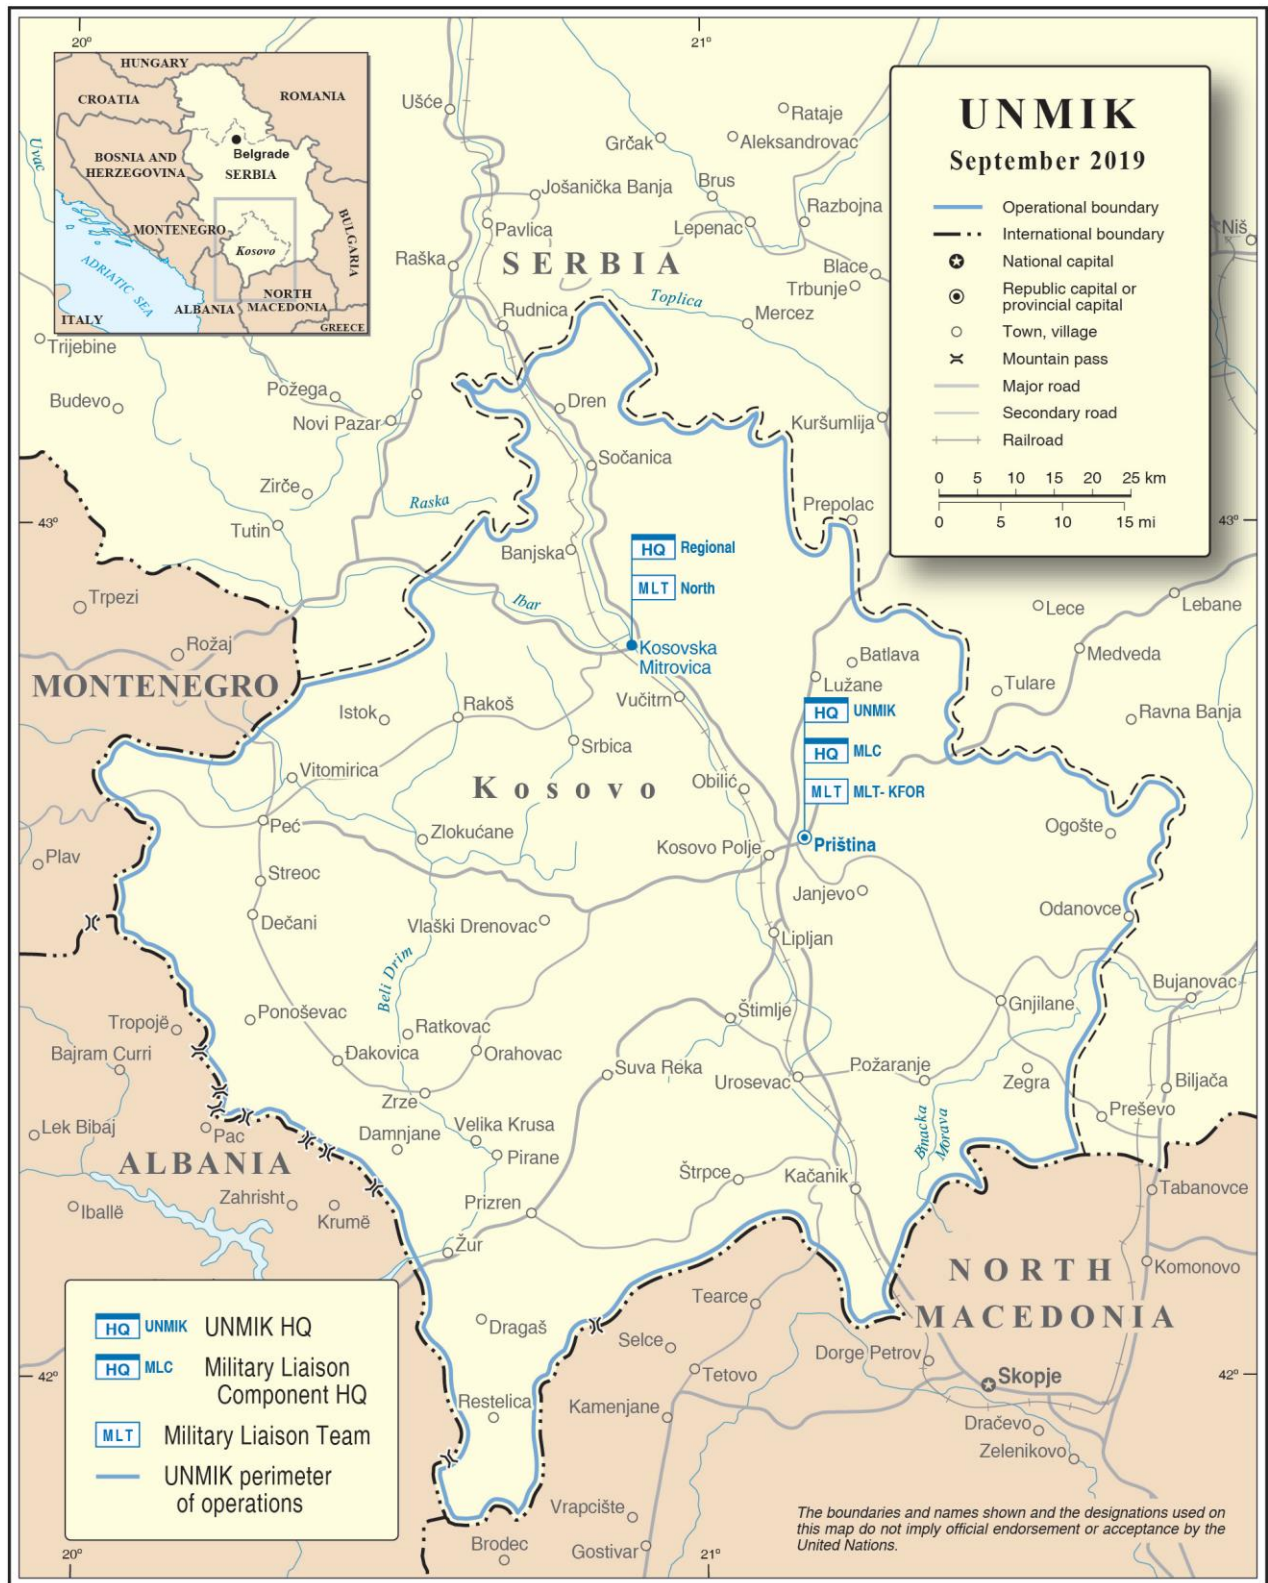 20°
21°
HUNGARY
CROATIA
ROMANIA
BOSNIA AND
HERZEGOVINA
Belgrade
SERBIA
MONTENEGRO
Kosovo
BULGARIA
ADRIATIC SEA
ALBANIA
NORTH
MACEDONIA
ITALY
GREECE
UNMIK
September 2019
Operational boundary
International boundary
National capital
Republic capital or
provincial capital
Town, village
Mountain pass
Major road
Secondary road
Railroad
0 5 10 15 20 25 km
0 5 10 15 mi
Uvac
Ušće
Rataje
Grčak
Aleksandrovac
Jošanička Banja
Brus
Razbojna
Pavlica
Lepenac
Niš
Raška
SERBIA
Blace
Trbunje
Toplica
Rudnica
Mercez
Trijebine
Požega
Budevo
Novi Pazar
Dren
Kuršumlija
Sočanica
Zirče
Raska
Tutin
43°
Prepolac
43°
Banjska
HQ Regional
MLT North
Ibar
Trpezi
Lece
Lebane
Rožaj
Kosovska
Mitrovica
Batlava
Medveda
MONTENEGRO
Lužane
Tulare
Vučitrn
Istok
Rakoš
HQ UNMIK
Ravna Banja
Srbica
HQ MLC
Vitomirica
Kosovo
Obilić
MLT MLT- KFOR
Peć
Zlokućane
Ogošte
Priština
Kosovo Polje
Plav
Streoc
Janjevo
Dečani
Vlaški Drenovac
Odanovce
Lipljan
Beli Drim
Bujanovac
Gnjilane
Ponoševac
Štimlje
Tropojë
Ratkovac
Bajram Curri
Đakovica
Orahovac
Suva Reka
Urosevac
Požaranje
Zegra
Biljača
Zrze
Preševo
Lek Bibaj
Pac
Damnjane
Velika Krusa
Binacka
Morava
Pirane
ALBANIA
Štrpce
Kačanik
Zahrisht
Iballë
Krumë
Prizren
Tabanovce
Žur
NORTH
MACEDONIA
Komonovo
Tearce
Dragaš
Selce
Dorge Petrov
Tetovo
Skopje
42°
42°
Restelica
Kamenjane
Dračevo
Zelenikovo
Vrapcište
Brodec
Gostivar
HQ UNMIK UNMIK HQ
HQ MLC Military Liaison
Component HQ
MLT Military Liaison Team
UNMIK perimeter
of operations
The boundaries and names shown and the designations used on
this map do not imply official endorsement or acceptance by the
United Nations.
20°
21°